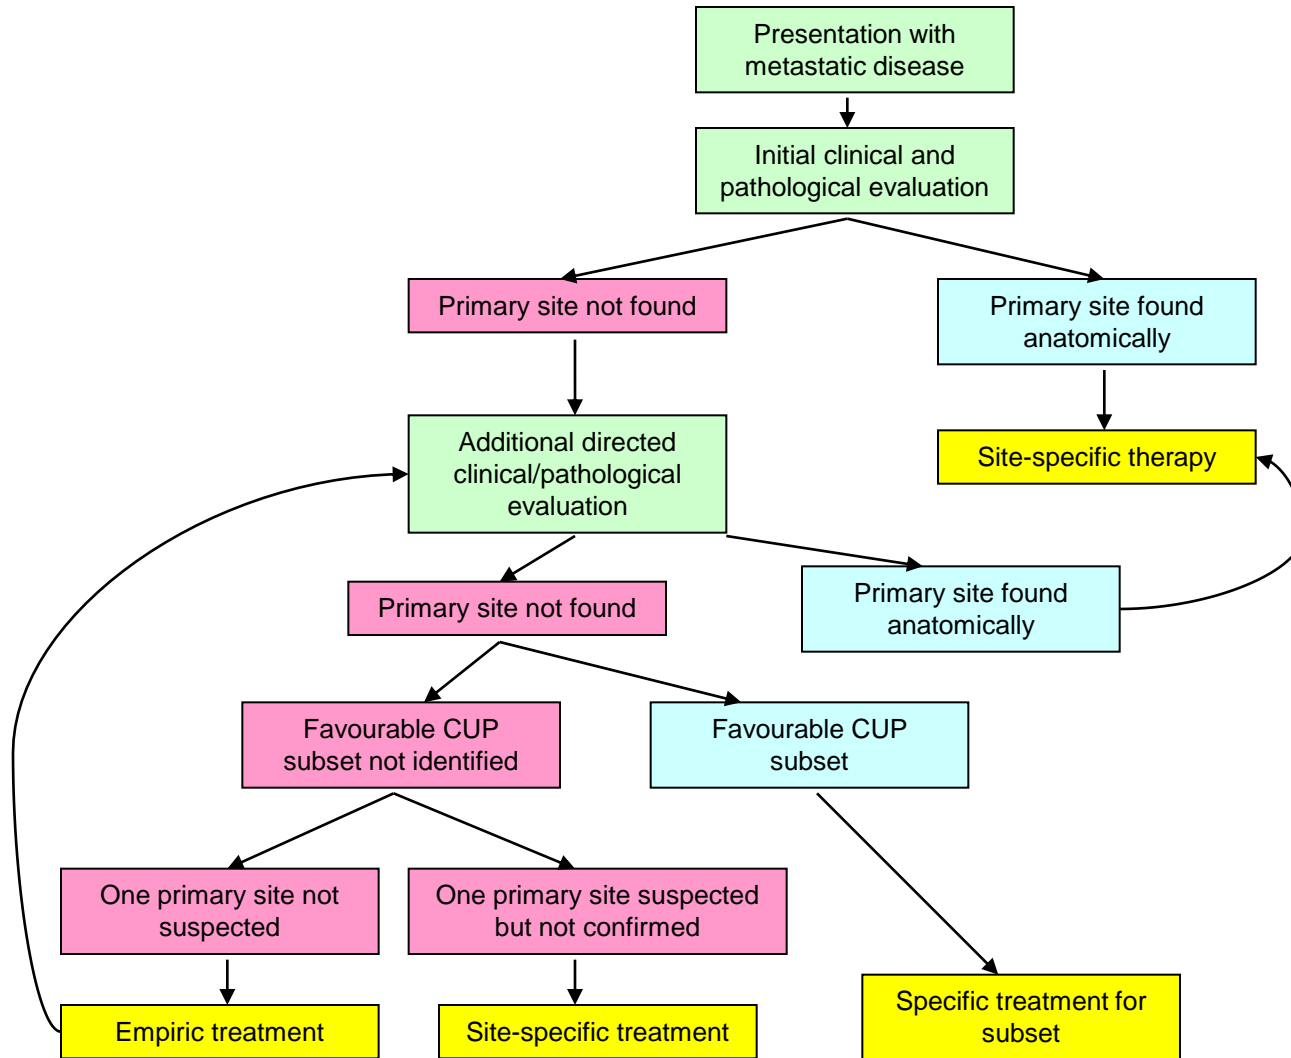 Presentation with
metastatic disease
Initial clinical and
pathological evaluation
Primary site not found
Primary site found
anatomically
Additional directed
clinical/pathological
evaluation
Site-specific therapy
Primary site not found
Primary site found
anatomically
Favourable CUP
subset not identified
Favourable CUP
subset
One primary site not
suspected
One primary site suspected
but not confirmed
Empiric treatment
Site-specific treatment
Specific treatment for
subset